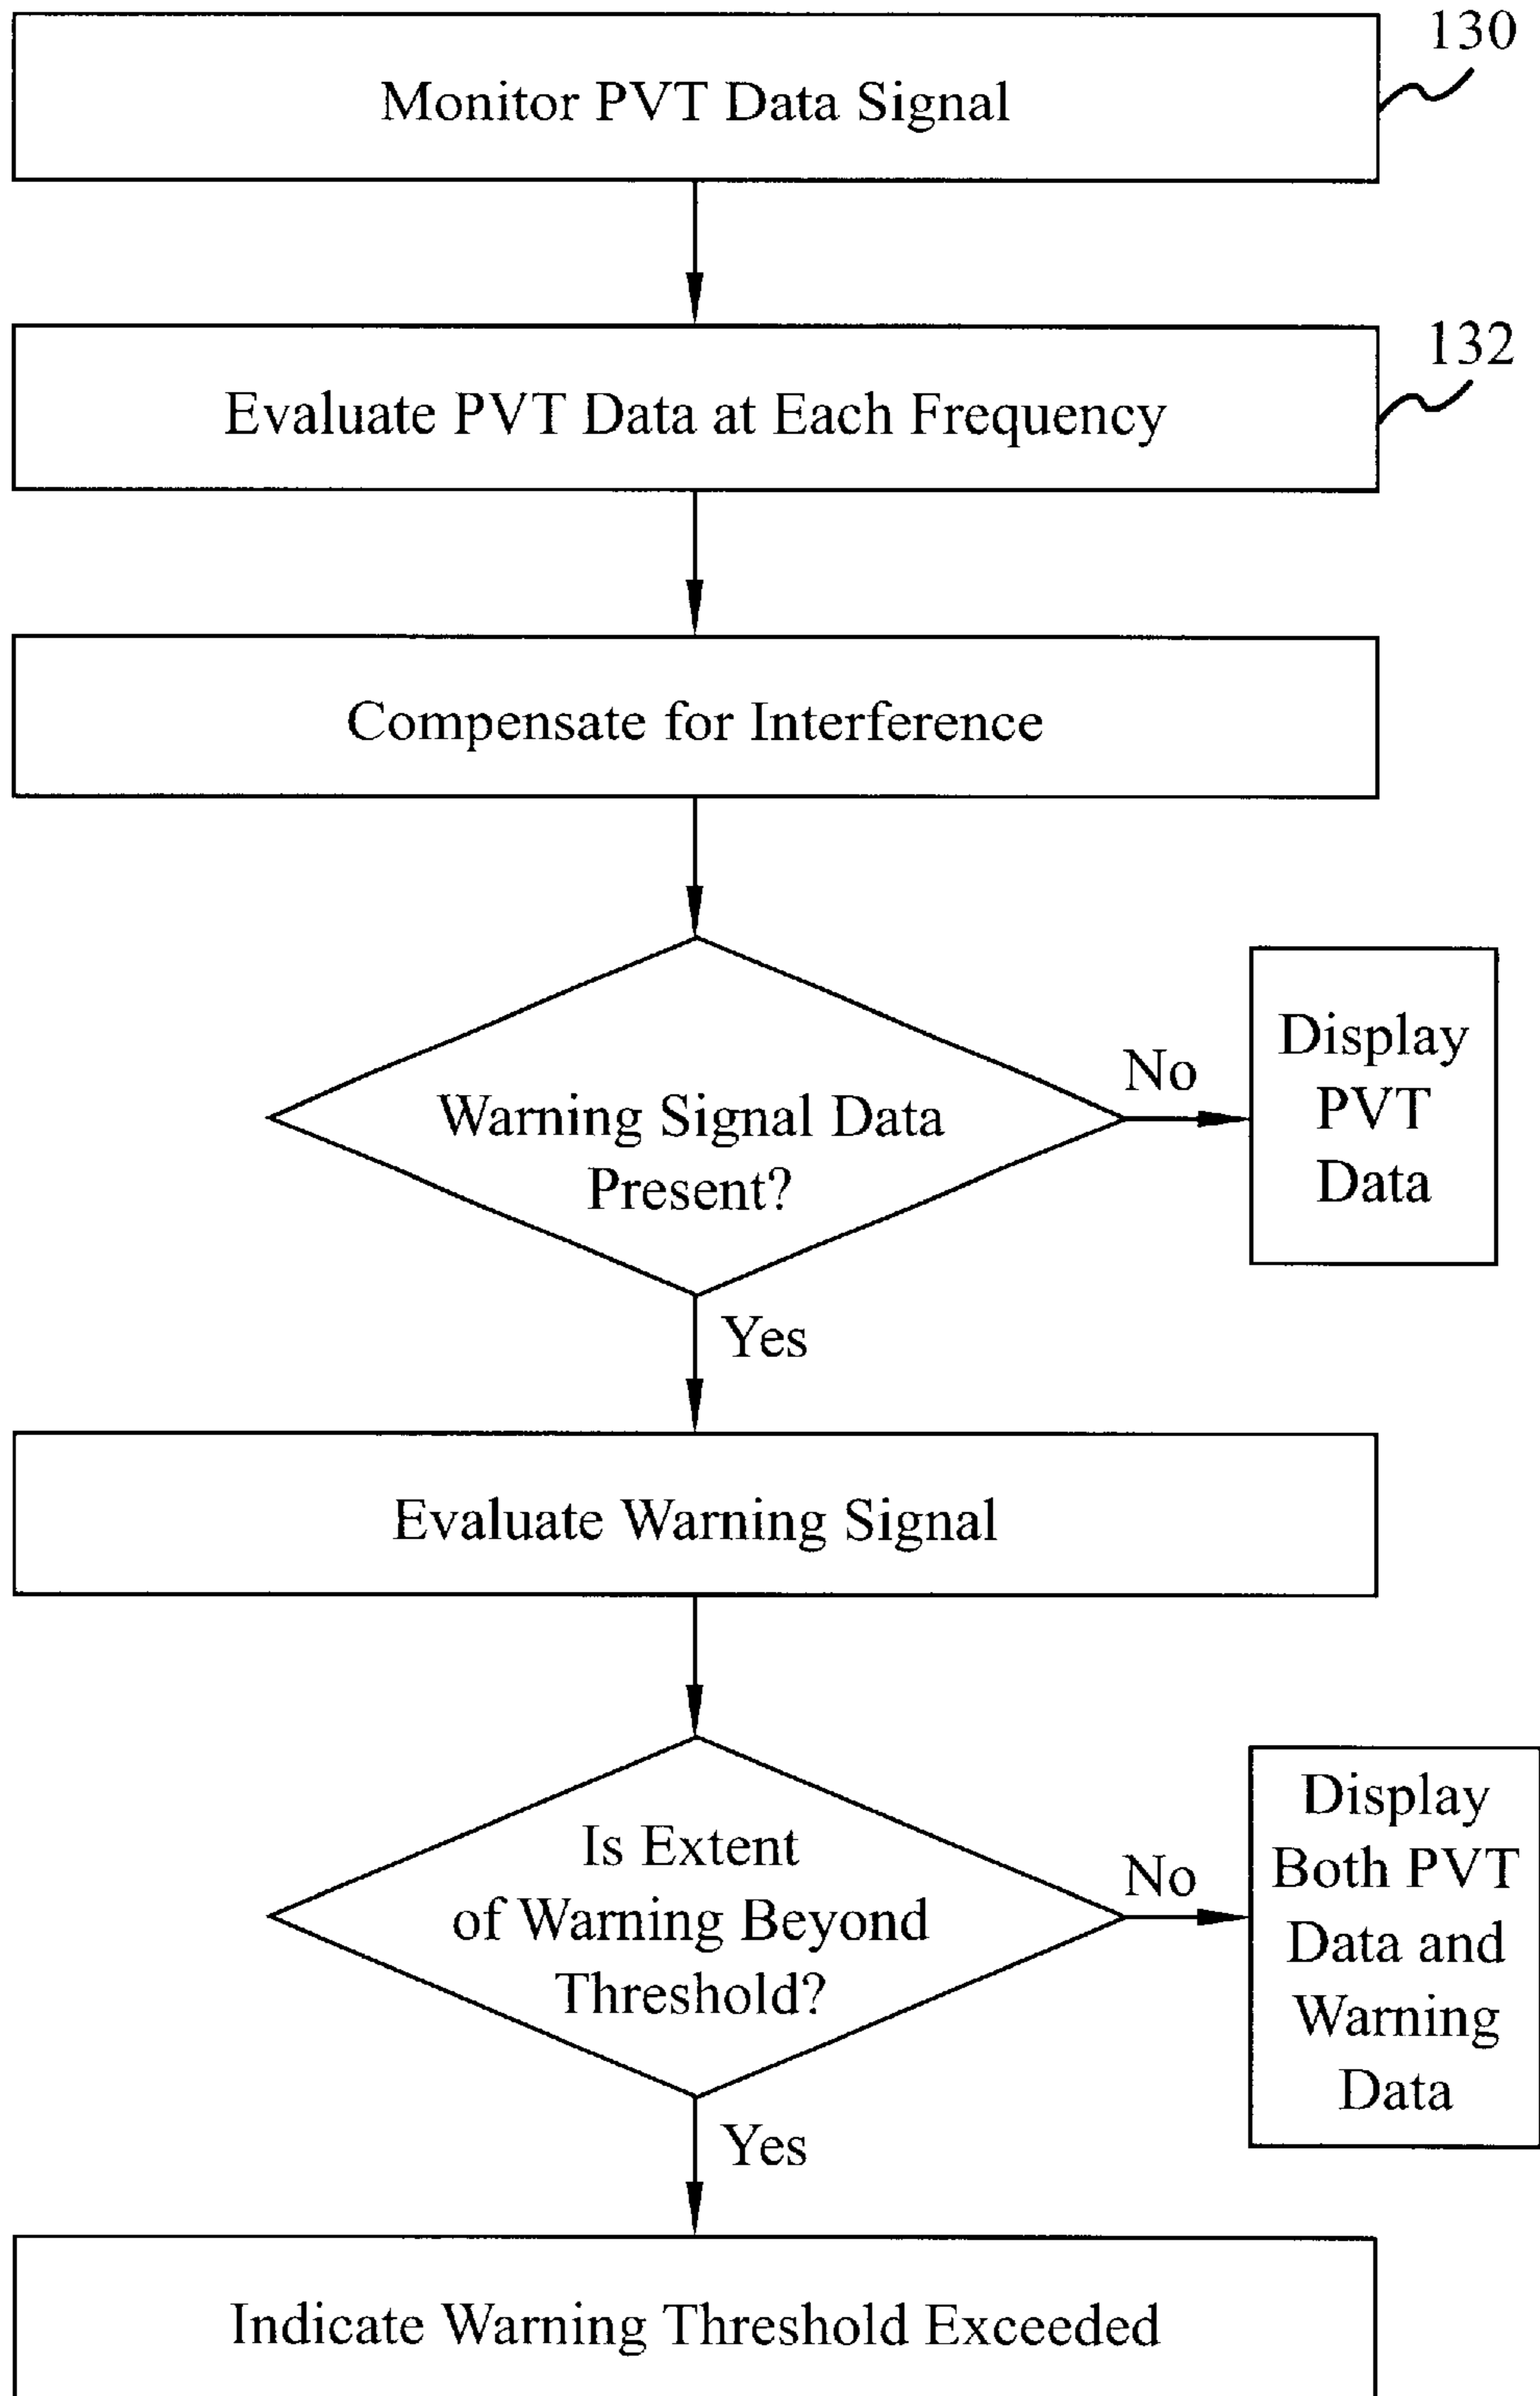 130
Monitor PVT Data Signal
132
Evaluate PVT Data at Each Frequency
Compensate for Interference
Warning Signal Data
Present?
No
Display
PVT
Data
Yes
Evaluate Warning Signal
Is Extent
of Warning Beyond
Threshold?
No
Display
Both PVT
Data and
Warning
Data
Yes
Indicate Warning Threshold Exceeded